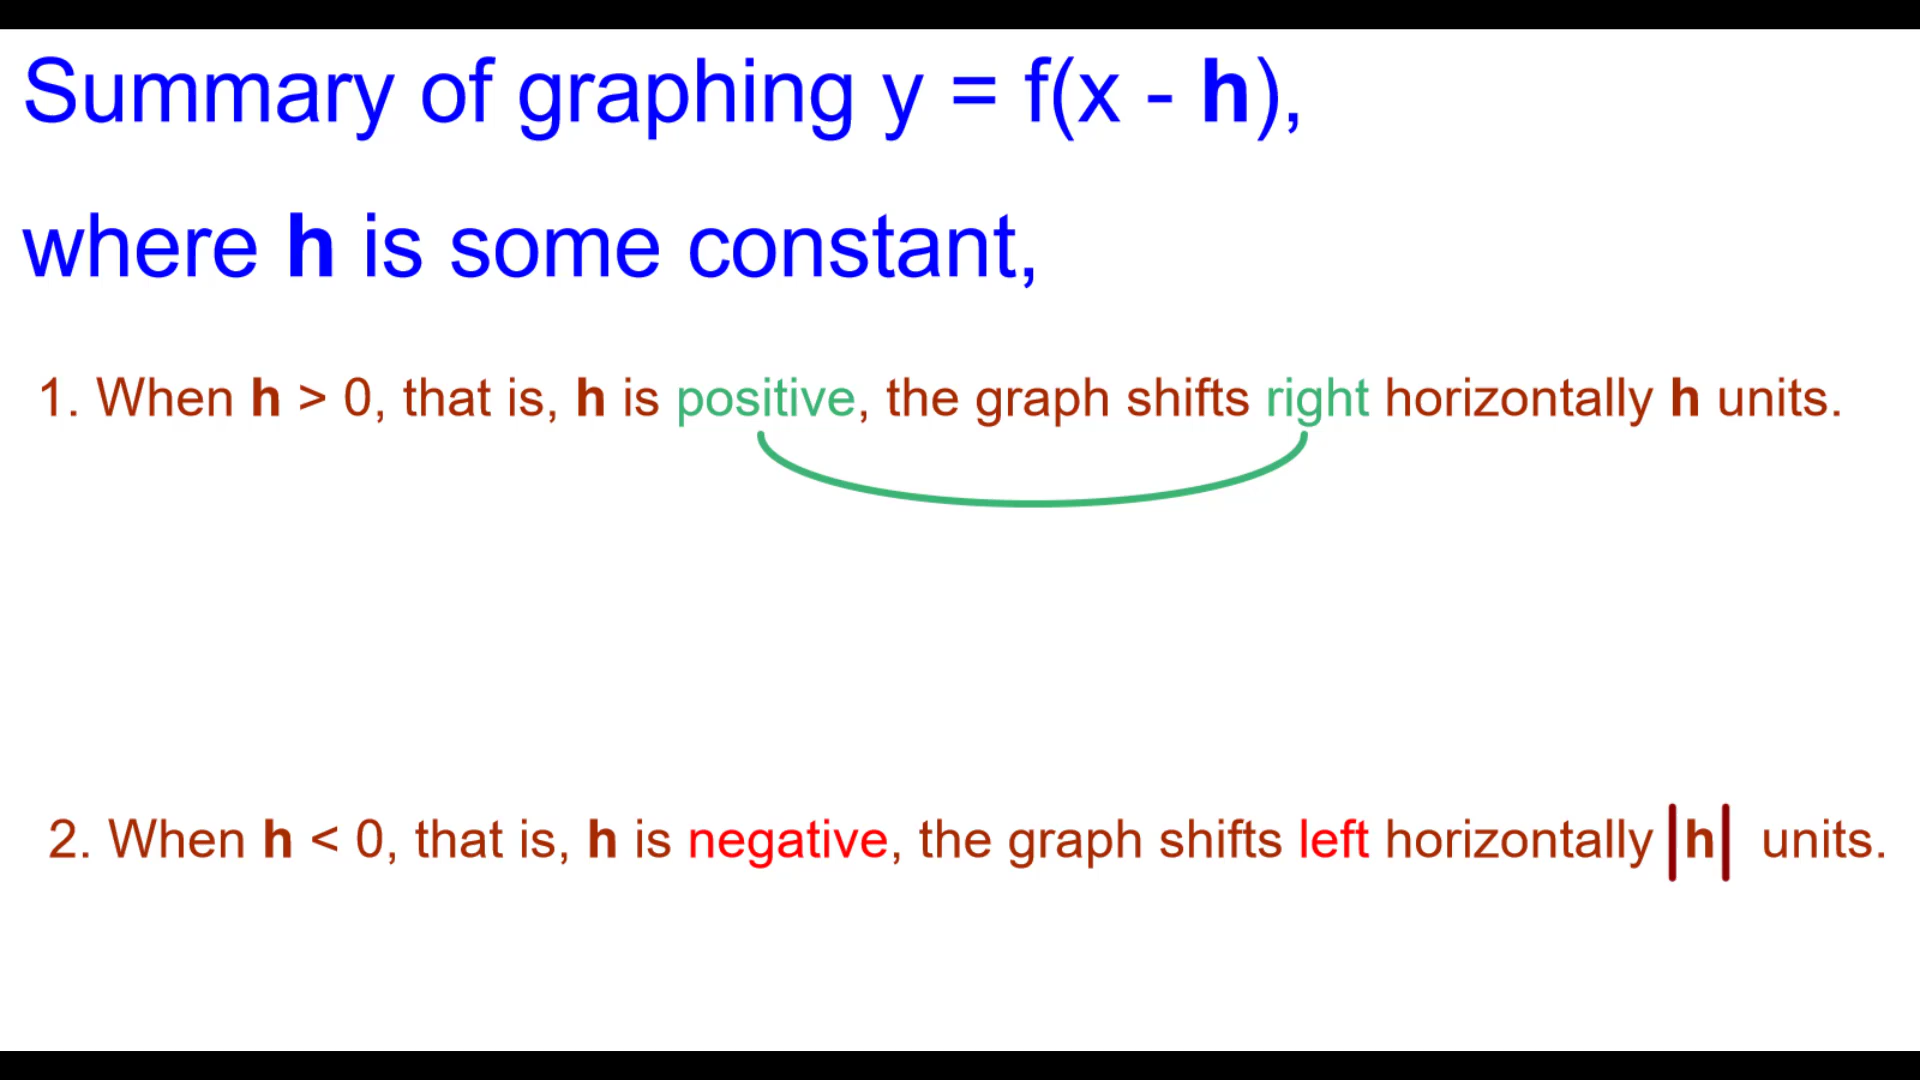 Summary of graphing y = f(x - h),
where h is some constant,
1. When h > 0, that is, h is positive, the graph shifts right horizontally h units.
2. When h < 0, that is, h is negative, the graph shifts left horizontally |h| units.